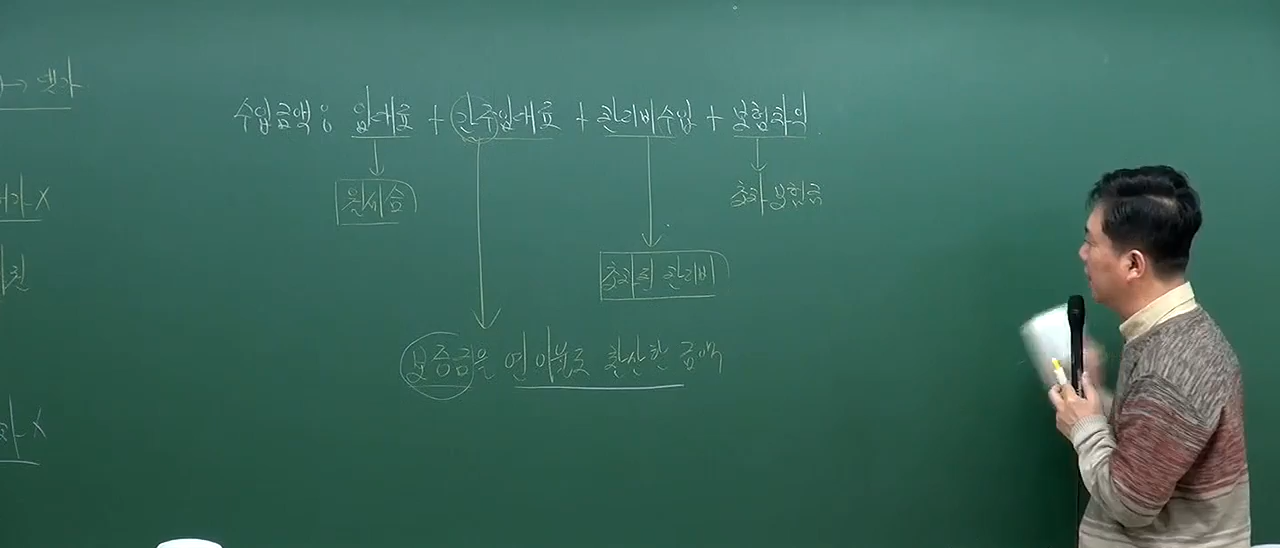 수입금액 : 임대료 + 간주임대료 + 관리비수입 + 보험차익
월세 등
초과 보험금
초과된 관리비
보증금을 연 이율로 환산한 금액
X
X